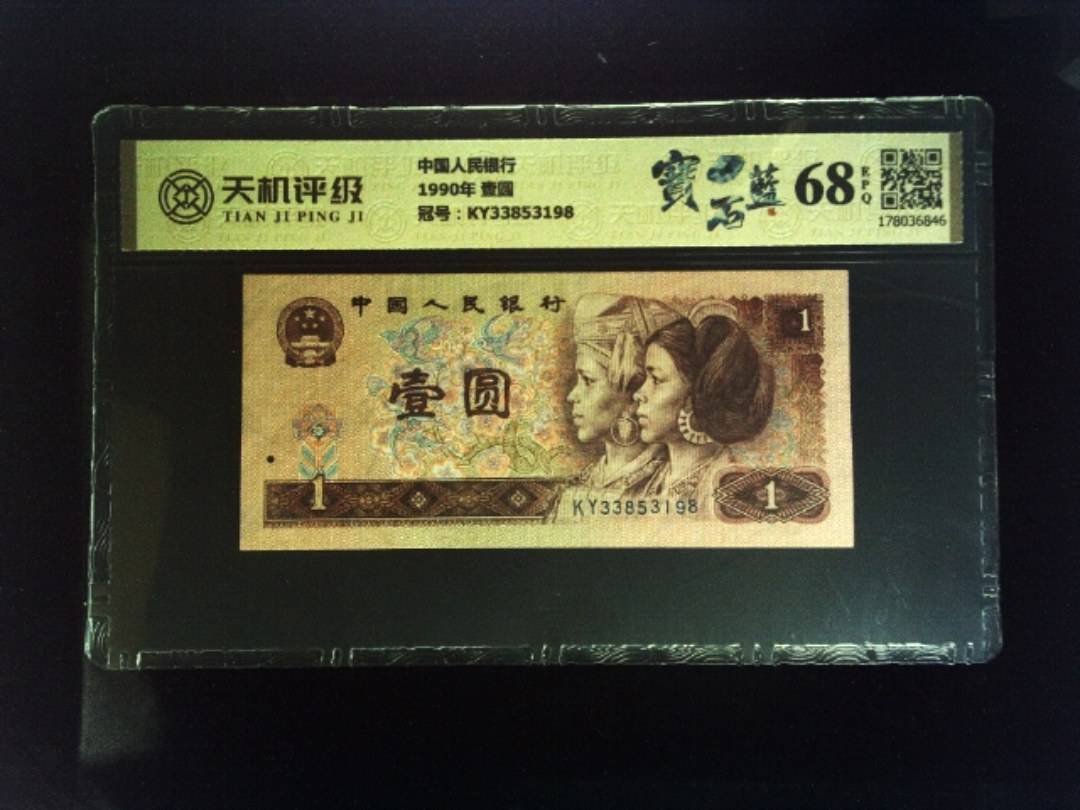 天机评级
TIAN JI PING JI
中国人民银行
1990年 壹圓
冠号：KY33853198
寶石藍
68
EPQ
178036846
中国人民银行
1
壹圆
1
KY33853198
1